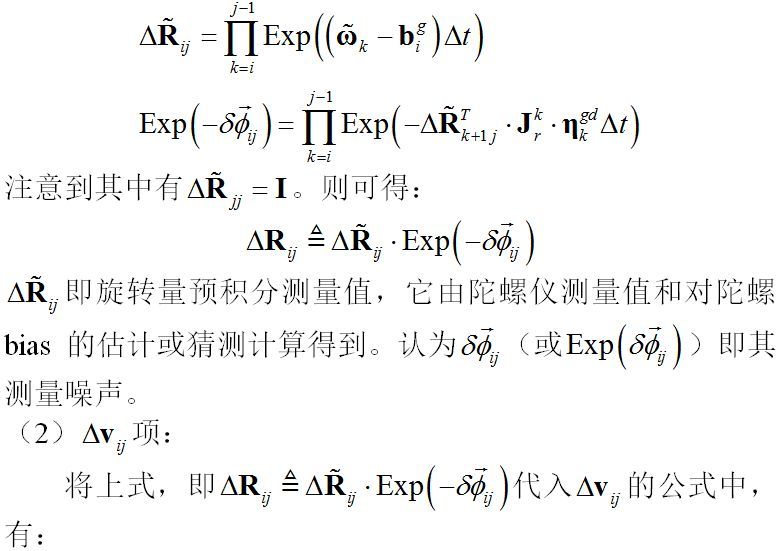 $\Delta\tilde{\mathbf{R}}_{ij} = \prod_{k=i}^{j-1} \mathrm{Exp}\left(\left(\tilde{\boldsymbol{\omega}}_k - \mathbf{b}_i^g\right)\Delta t\right)$
$\mathrm{Exp}\left(-\delta\vec{\phi}_{ij}\right) = \prod_{k=i}^{j-1} \mathrm{Exp}\left(-\Delta\tilde{\mathbf{R}}_{k+1j}^T \cdot \mathbf{J}_r^k \cdot \boldsymbol{\eta}_k^{gd} \Delta t\right)$
注意到其中有$\Delta\tilde{\mathbf{R}}_{jj} = \mathbf{I}$。则可得：
$\Delta\mathbf{R}_{ij} \triangleq \Delta\tilde{\mathbf{R}}_{ij} \cdot \mathrm{Exp}\left(-\delta\vec{\phi}_{ij}\right)$
$\Delta\tilde{\mathbf{R}}_{ij}$即旋转量预积分测量值，它由陀螺仪测量值和对陀螺
bias 的估计或猜测计算得到。认为$\delta\vec{\phi}_{ij}$（或$\mathrm{Exp}\left(\delta\vec{\phi}_{ij}\right)$）即其
测量噪声。
（2）$\Delta\mathbf{v}_{ij}$项：
将上式，即$\Delta\mathbf{R}_{ij} \triangleq \Delta\tilde{\mathbf{R}}_{ij} \cdot \mathrm{Exp}\left(-\delta\vec{\phi}_{ij}\right)$代入$\Delta\mathbf{v}_{ij}$的公式中，
有：